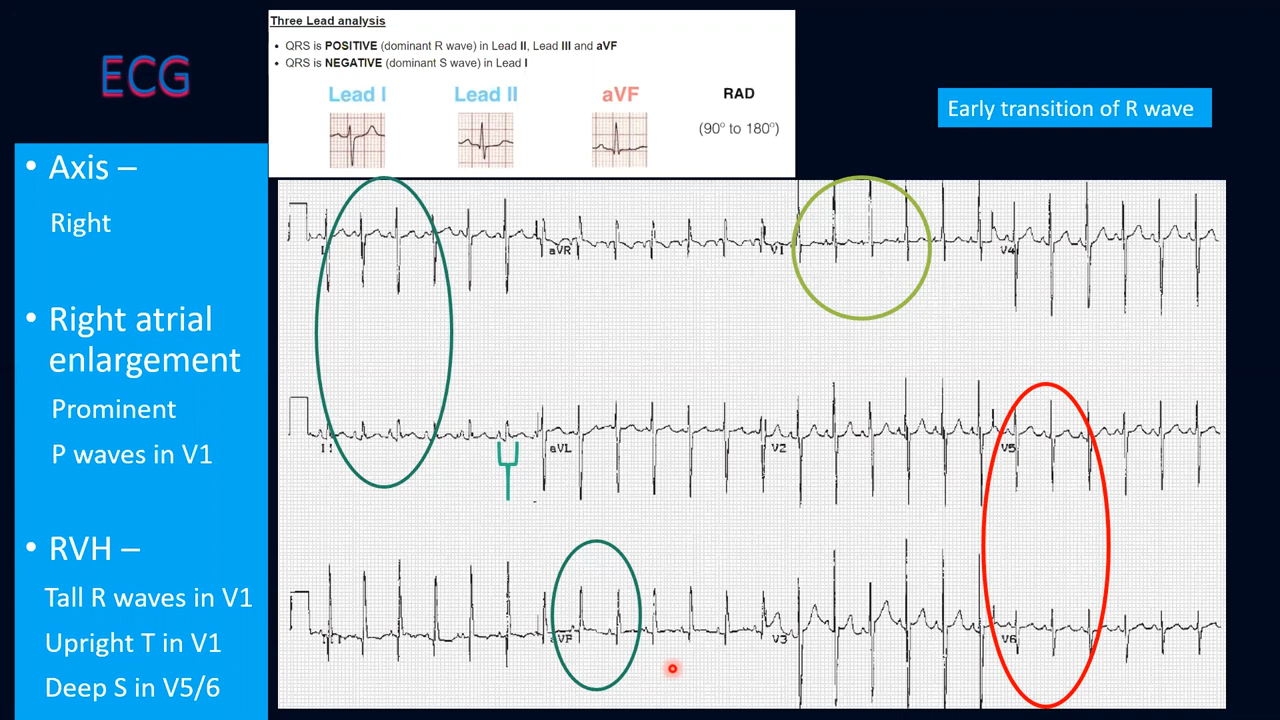 ECG
Three Lead analysis
• QRS is POSITIVE (dominant R wave) in Lead II, Lead III and aVF
• QRS is NEGATIVE (dominant S wave) in Lead I
Lead I
Lead II
aVF
RAD
(90° to 180°)
Early transition of R wave
• Axis –
Right
• Right atrial
enlargement
Prominent
P waves in V1
• RVH –
Tall R waves in V1
Upright T in V1
Deep S in V5/6
aVR
V1
V4
aVL
V2
V5
aVF
V3
V6